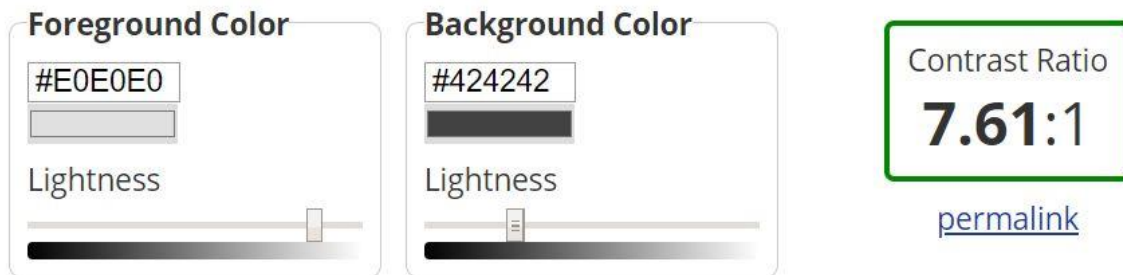 Foreground Color
#E0E0E0
Lightness
Background Color
#424242
Lightness
Contrast Ratio
7.61:1
permalink